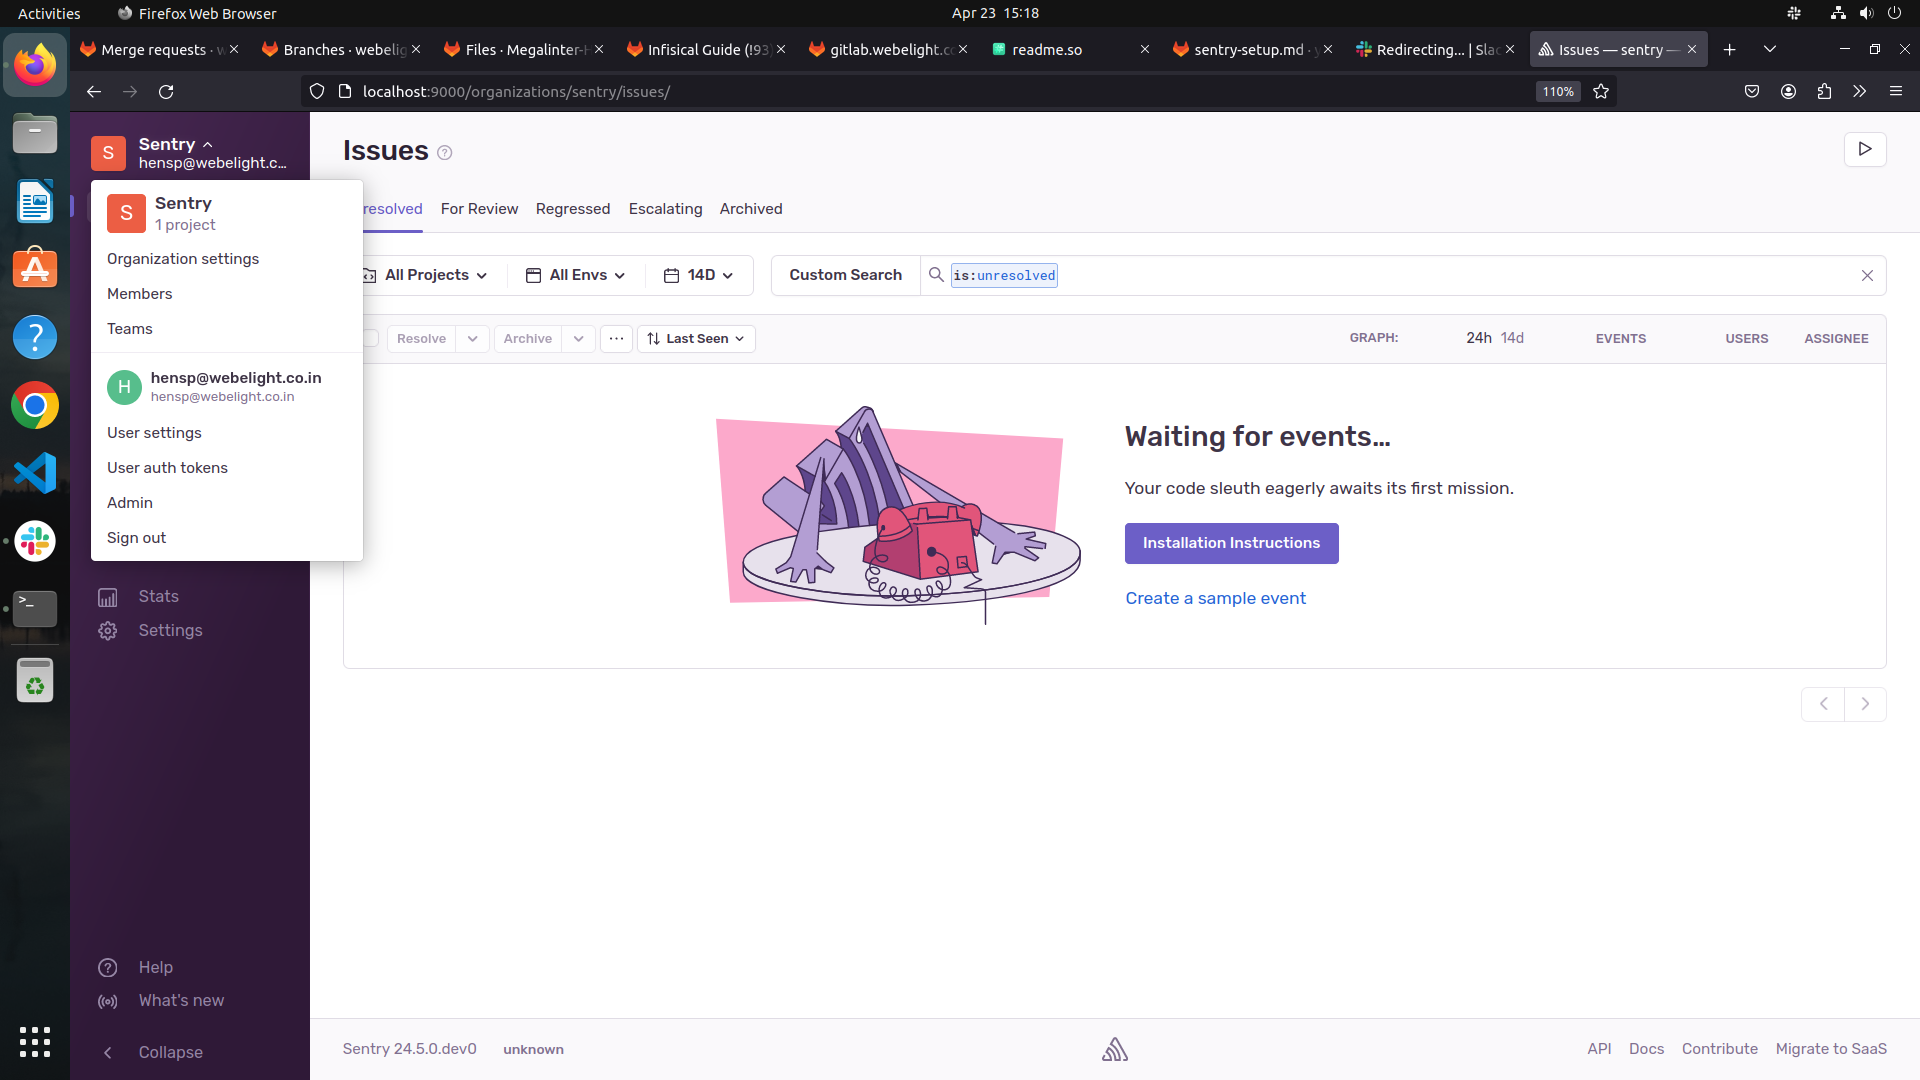 Activities
Firefox Web Browser
Apr 23 15:18
Merge requests · w
Branches · webelig
Files · Megalinter-H
Infisical Guide (!93)
gitlab.webelight.co
readme.so
sentry-setup.md · y
Redirecting... | Slac
Issues — sentry —
localhost:9000/organizations/sentry/issues/
110%
S
Sentry
hensp@webelight.c...
S
Sentry
1 project
Organization settings
Members
Teams
H
hensp@webelight.co.in
hensp@webelight.co.in
User settings
User auth tokens
Admin
Sign out
Stats
Settings
Help
What's new
Collapse
Issues
resolved
For Review
Regressed
Escalating
Archived
All Projects
All Envs
14D
Custom Search
is:unresolved
Resolve
Archive
Last Seen
GRAPH:
24h
14d
EVENTS
USERS
ASSIGNEE
Waiting for events...
Your code sleuth eagerly awaits its first mission.
Installation Instructions
Create a sample event
Sentry 24.5.0.dev0
unknown
API
Docs
Contribute
Migrate to SaaS